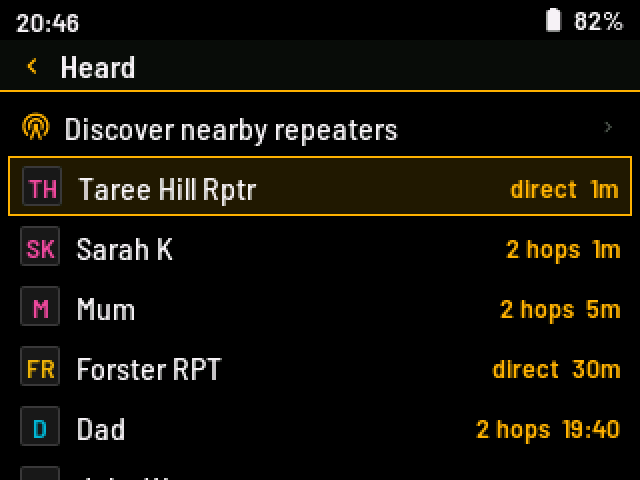 20:46 82%
Heard
Discover nearby repeaters
TH Taree Hill Rptr direct 1m
SK Sarah K 2 hops 1m
M Mum 2 hops 5m
FR Forster RPT direct 30m
D Dad 2 hops 19:40